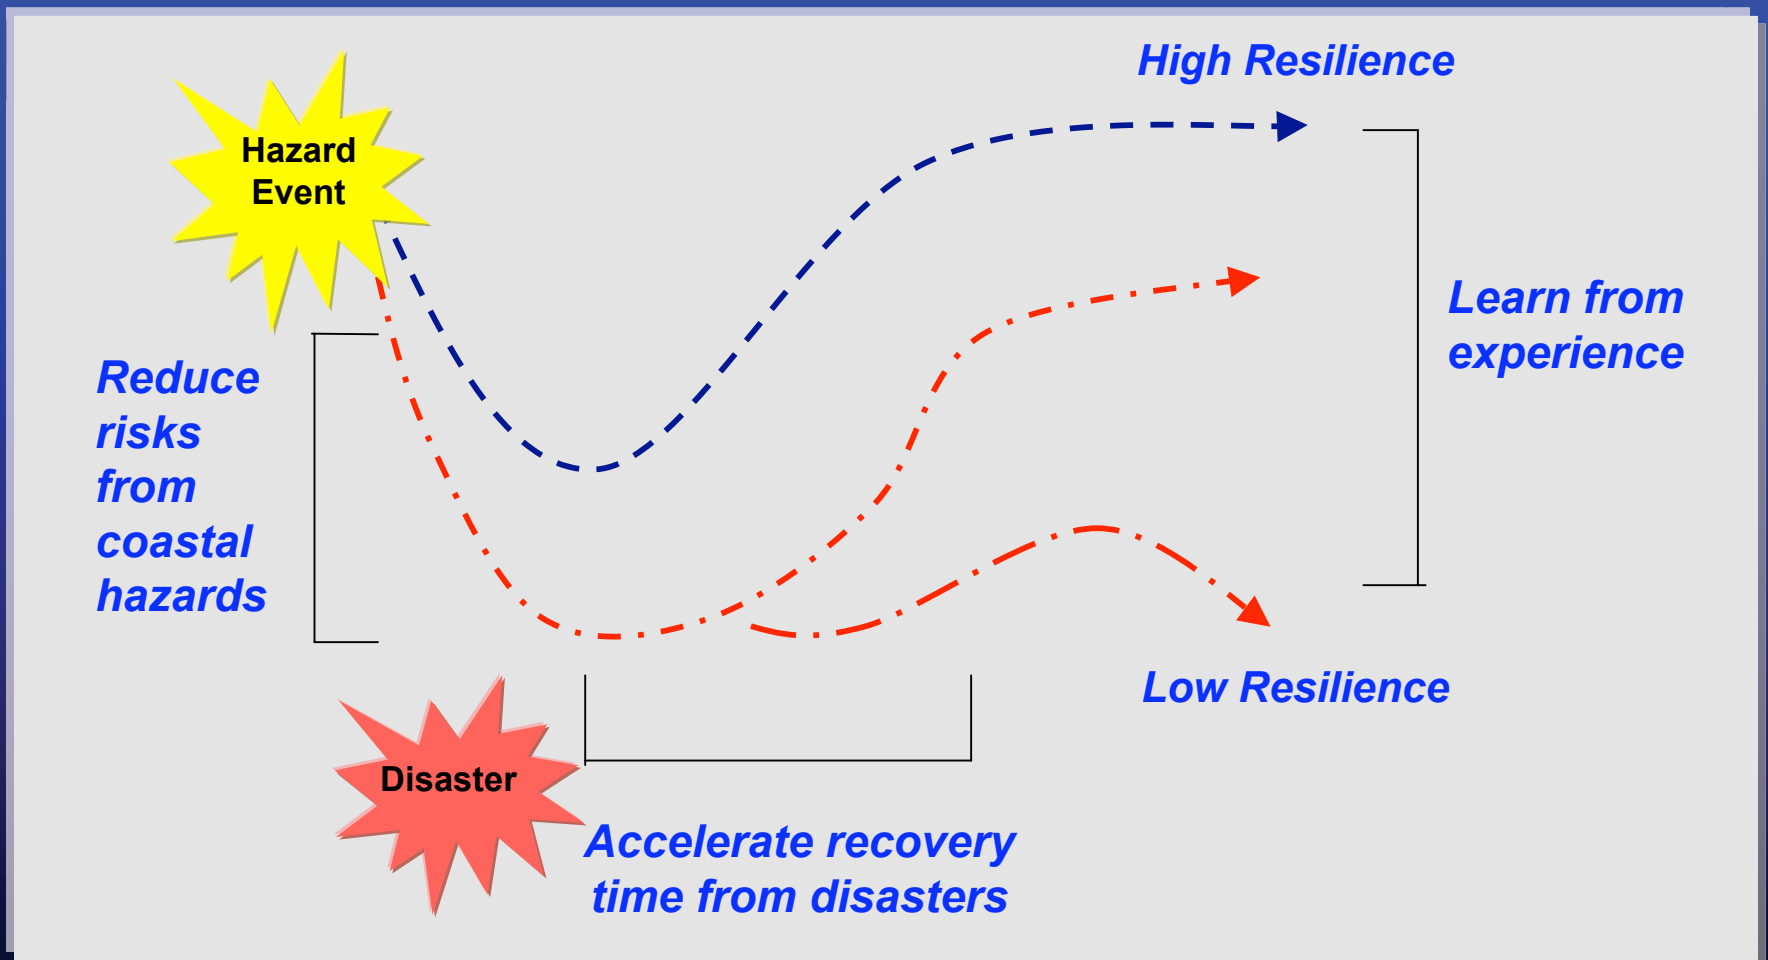 High Resilience
Hazard
Event
Learn from
experience
Reduce
risks
from
coastal
hazards
Low Resilience
Disaster
Accelerate recovery
time from disasters